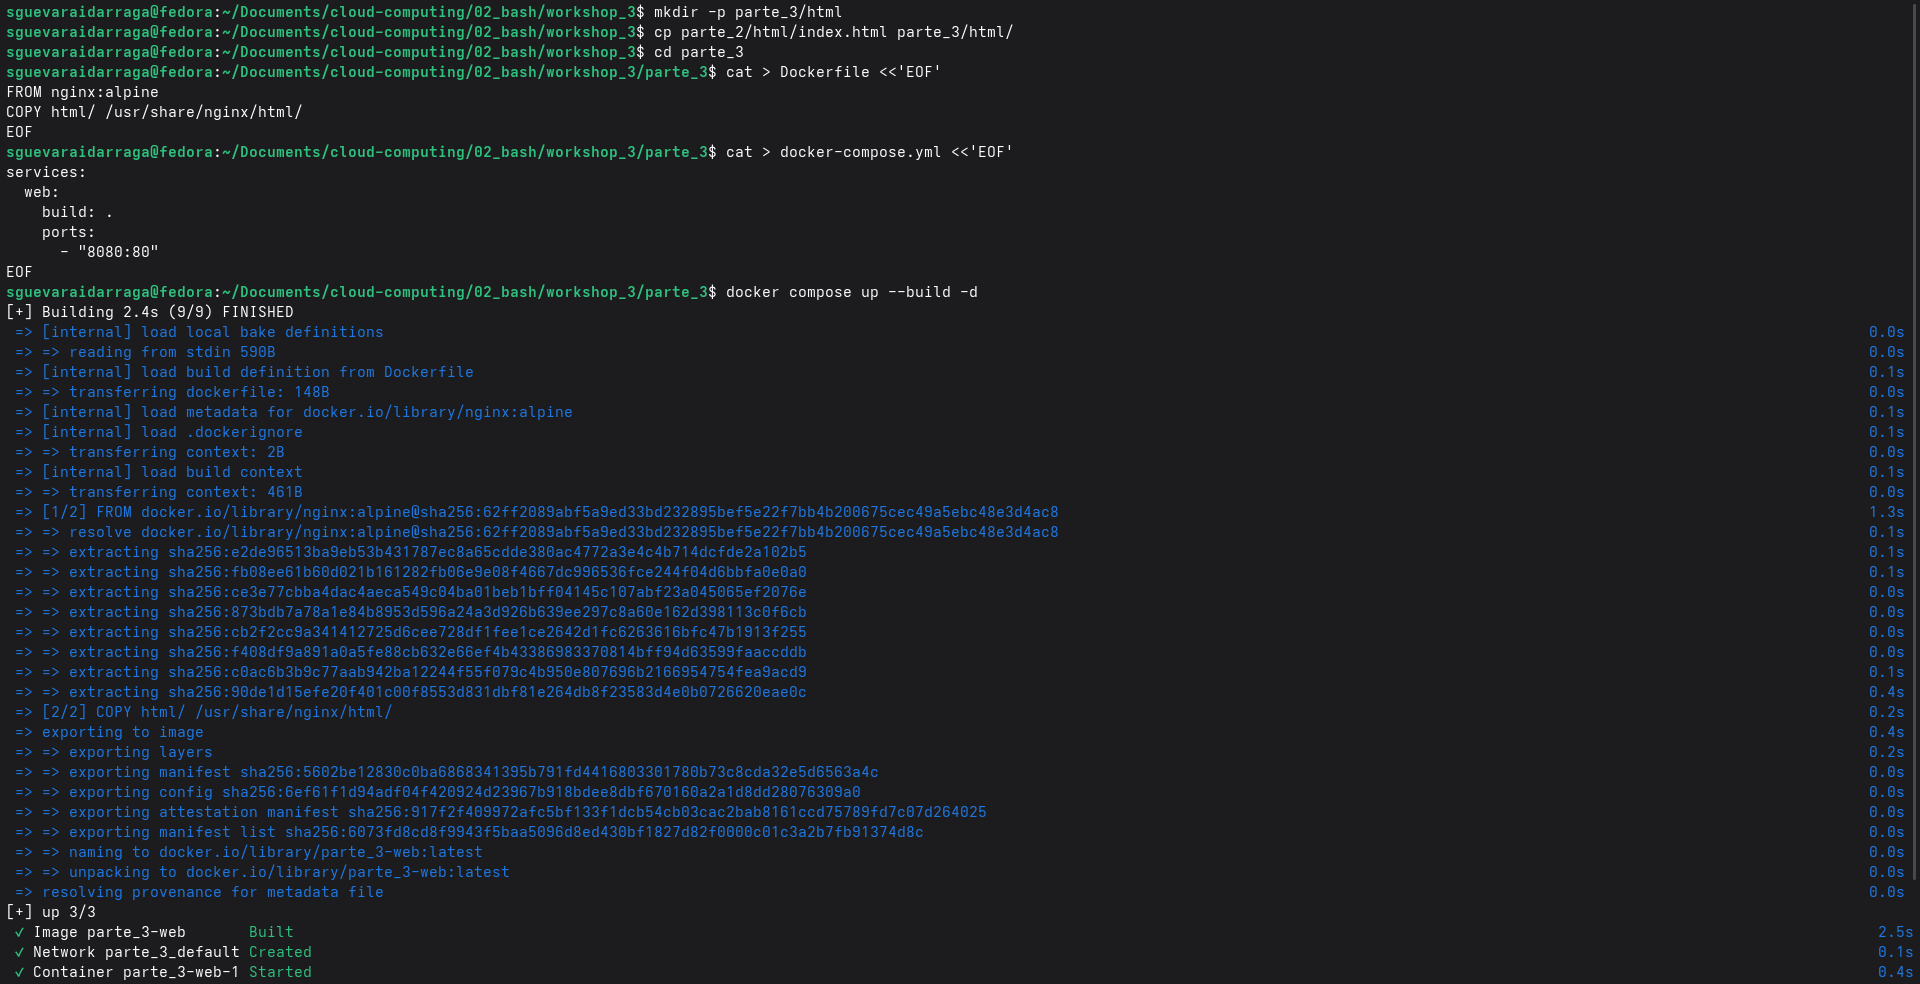 sguevaraidarraga@fedora:~/Documents/cloud-computing/02_bash/workshop_3$ mkdir -p parte_3/html
sguevaraidarraga@fedora:~/Documents/cloud-computing/02_bash/workshop_3$ cp parte_2/html/index.html parte_3/html/
sguevaraidarraga@fedora:~/Documents/cloud-computing/02_bash/workshop_3$ cd parte_3
sguevaraidarraga@fedora:~/Documents/cloud-computing/02_bash/workshop_3/parte_3$ cat > Dockerfile <<'EOF'
FROM nginx:alpine
COPY html/ /usr/share/nginx/html/
EOF
sguevaraidarraga@fedora:~/Documents/cloud-computing/02_bash/workshop_3/parte_3$ cat > docker-compose.yml <<'EOF'
services:
  web:
    build: .
    ports:
      - "8080:80"
EOF
sguevaraidarraga@fedora:~/Documents/cloud-computing/02_bash/workshop_3/parte_3$ docker compose up --build -d
[+] Building 2.4s (9/9) FINISHED
 => [internal] load local bake definitions 0.0s
 => => reading from stdin 590B 0.0s
 => [internal] load build definition from Dockerfile 0.1s
 => => transferring dockerfile: 148B 0.0s
 => [internal] load metadata for docker.io/library/nginx:alpine 0.1s
 => [internal] load .dockerignore 0.1s
 => => transferring context: 2B 0.0s
 => [internal] load build context 0.1s
 => => transferring context: 461B 0.0s
 => [1/2] FROM docker.io/library/nginx:alpine@sha256:62ff2089abf5a9ed33bd232895bef5e22f7bb4b200675cec49a5ebc48e3d4ac8 1.3s
 => => resolve docker.io/library/nginx:alpine@sha256:62ff2089abf5a9ed33bd232895bef5e22f7bb4b200675cec49a5ebc48e3d4ac8 0.1s
 => => extracting sha256:e2de96513ba9eb53b431787ec8a65cdde380ac4772a3e4c4b714dcfde2a102b5 0.1s
 => => extracting sha256:fb08ee61b60d021b161282fb06e9e08f4667dc996536fce244f04d6bbfa0e0a0 0.1s
 => => extracting sha256:ce3e77cbba4dac4aeca549c04ba01beb1bff04145c107abf23a045065ef2076e 0.0s
 => => extracting sha256:873bdb7a78a1e84b8953d596a24a3d926b639ee297c8a60e162d398113c0f6cb 0.0s
 => => extracting sha256:cb2f2cc9a341412725d6cee728df1fee1ce2642d1fc6263616bfc47b1913f255 0.0s
 => => extracting sha256:f408df9a891a0a5fe88cb632e66ef4b43386983370814bff94d63599faaccddb 0.0s
 => => extracting sha256:c0ac6b3b9c77aab942ba12244f55f079c4b950e807696b2166954754fea9acd9 0.1s
 => => extracting sha256:90de1d15efe20f401c00f8553d831dbf81e264db8f23583d4e0b0726620eae0c 0.4s
 => [2/2] COPY html/ /usr/share/nginx/html/ 0.2s
 => exporting to image 0.4s
 => => exporting layers 0.2s
 => => exporting manifest sha256:5602be12830c0ba6868341395b791fd4416803301780b73c8cda32e5d6563a4c 0.0s
 => => exporting config sha256:6ef61f1d94adf04f420924d23967b918bdee8dbf670160a2a1d8dd28076309a0 0.0s
 => => exporting attestation manifest sha256:917f2f409972afc5bf133f1dcb54cb03cac2bab8161ccd75789fd7c07d264025 0.0s
 => => exporting manifest list sha256:6073fd8cd8f9943f5baa5096d8ed430bf1827d82f0000c01c3a2b7fb91374d8c 0.0s
 => => naming to docker.io/library/parte_3-web:latest 0.0s
 => => unpacking to docker.io/library/parte_3-web:latest 0.0s
 => resolving provenance for metadata file 0.0s
[+] up 3/3
 ✓ Image parte_3-web       Built 2.5s
 ✓ Network parte_3_default Created 0.1s
 ✓ Container parte_3-web-1 Started 0.4s